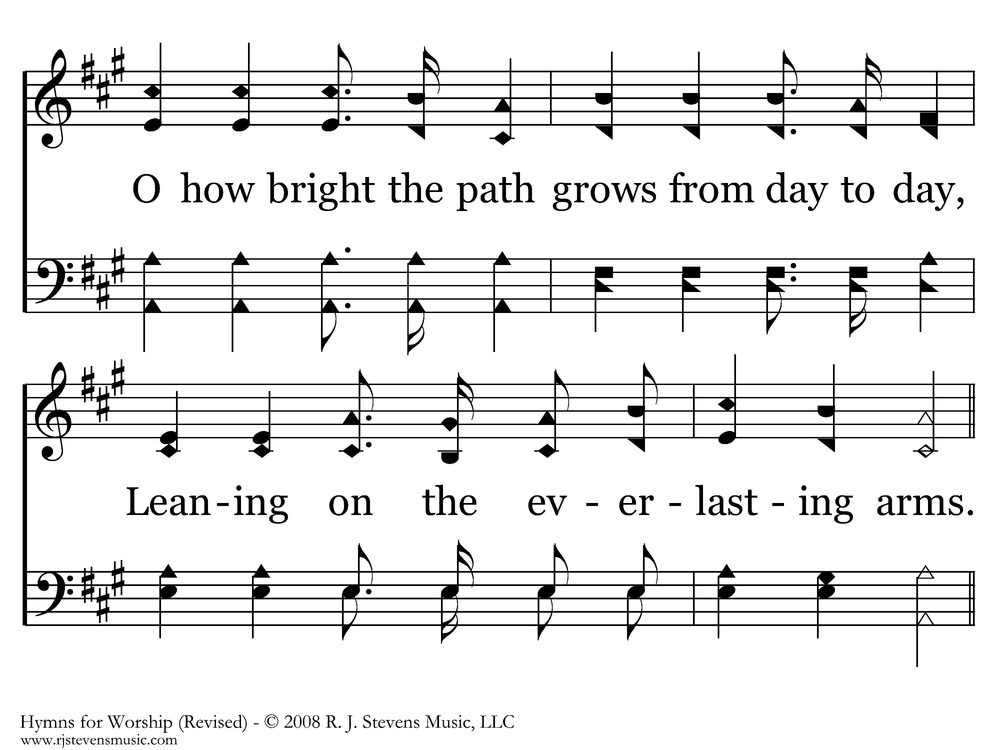 O how bright the path grows from day to day,
Lean-ing on the ev - er - last - ing arms.
Hymns for Worship (Revised) - © 2008 R. J. Stevens Music, LLC
www.rjstevensmusic.com